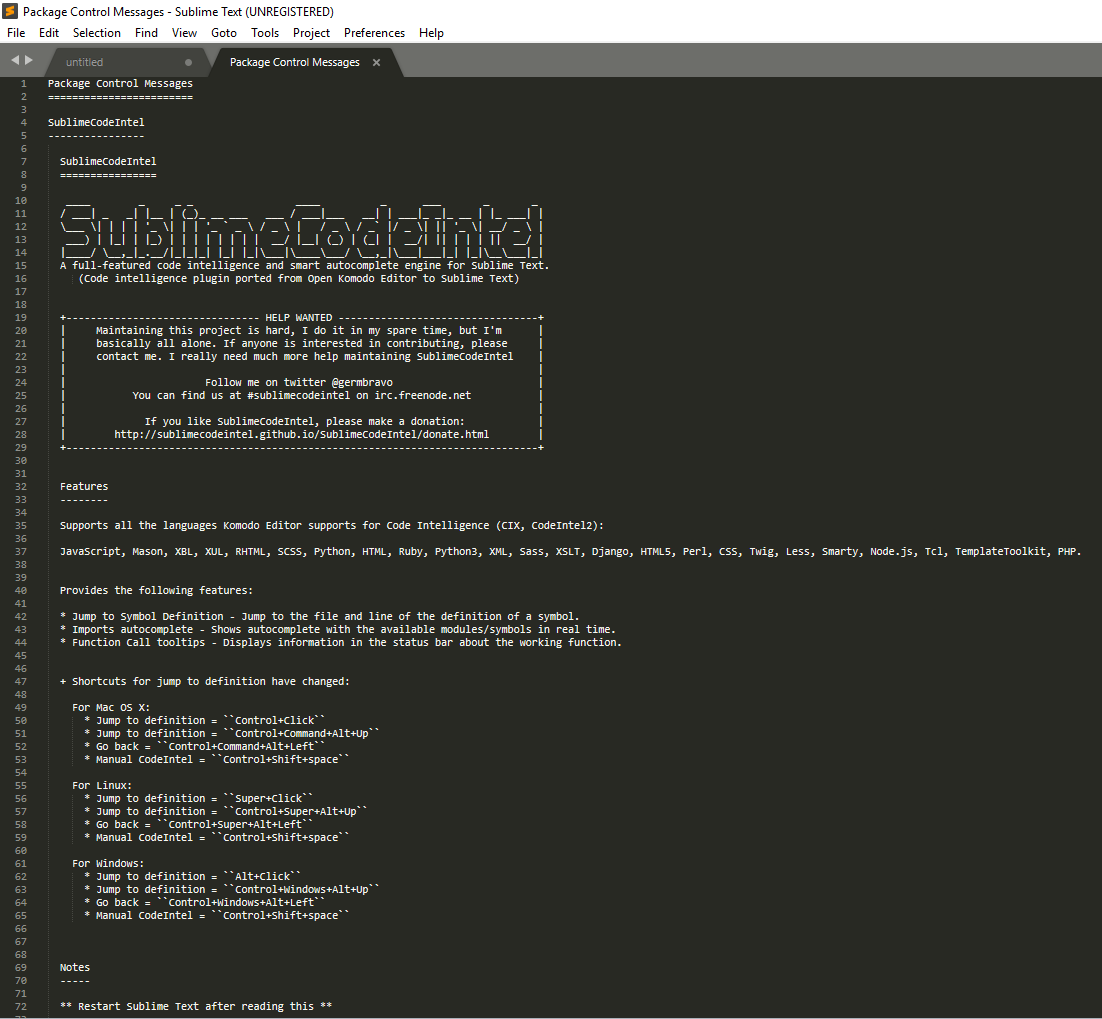 Package Control Messages - Sublime Text (UNREGISTERED)
File Edit Selection Find View Goto Tools Project Preferences Help
untitled Package Control Messages
1 Package Control Messages
2 ========================
3
4 SublimeCodeIntel
5 ----------------
6
7 SublimeCodeIntel
8 ================
9
10
11
12
13
14
15 A full-featured code intelligence and smart autocomplete engine for Sublime Text.
16 (Code intelligence plugin ported from Open Komodo Editor to Sublime Text)
17
18
19 +-------------------------------- HELP WANTED ---------------------------------+
20 | Maintaining this project is hard, I do it in my spare time, but I'm |
21 | basically all alone. If anyone is interested in contributing, please |
22 | contact me. I really need much more help maintaining SublimeCodeIntel |
23 | |
24 | Follow me on twitter @germbravo |
25 | You can find us at #sublimecodeintel on irc.freenode.net |
26 | |
27 | If you like SublimeCodeIntel, please make a donation: |
28 | http://sublimecodeintel.github.io/SublimeCodeIntel/donate.html |
29 +------------------------------------------------------------------------------+
30
31
32 Features
33 --------
34
35 Supports all the languages Komodo Editor supports for Code Intelligence (CIX, CodeIntel2):
36
37 JavaScript, Mason, XBL, XUL, RHTML, SCSS, Python, HTML, Ruby, Python3, XML, Sass, XSLT, Django, HTML5, Perl, CSS, Twig, Less, Smarty, Node.js, Tcl, TemplateToolkit, PHP.
38
39
40 Provides the following features:
41
42 * Jump to Symbol Definition - Jump to the file and line of the definition of a symbol.
43 * Imports autocomplete - Shows autocomplete with the available modules/symbols in real time.
44 * Function Call tooltips - Displays information in the status bar about the working function.
45
46
47 + Shortcuts for jump to definition have changed:
48
49 For Mac OS X:
50 * Jump to definition = ``Control+Click``
51 * Jump to definition = ``Control+Command+Alt+Up``
52 * Go back = ``Control+Command+Alt+Left``
53 * Manual CodeIntel = ``Control+Shift+space``
54
55 For Linux:
56 * Jump to definition = ``Super+Click``
57 * Jump to definition = ``Control+Super+Alt+Up``
58 * Go back = ``Control+Super+Alt+Left``
59 * Manual CodeIntel = ``Control+Shift+space``
60
61 For Windows:
62 * Jump to definition = ``Alt+Click``
63 * Jump to definition = ``Control+Windows+Alt+Up``
64 * Go back = ``Control+Windows+Alt+Left``
65 * Manual CodeIntel = ``Control+Shift+space``
66
67
68
69 Notes
70 -----
71
72 ** Restart Sublime Text after reading this **